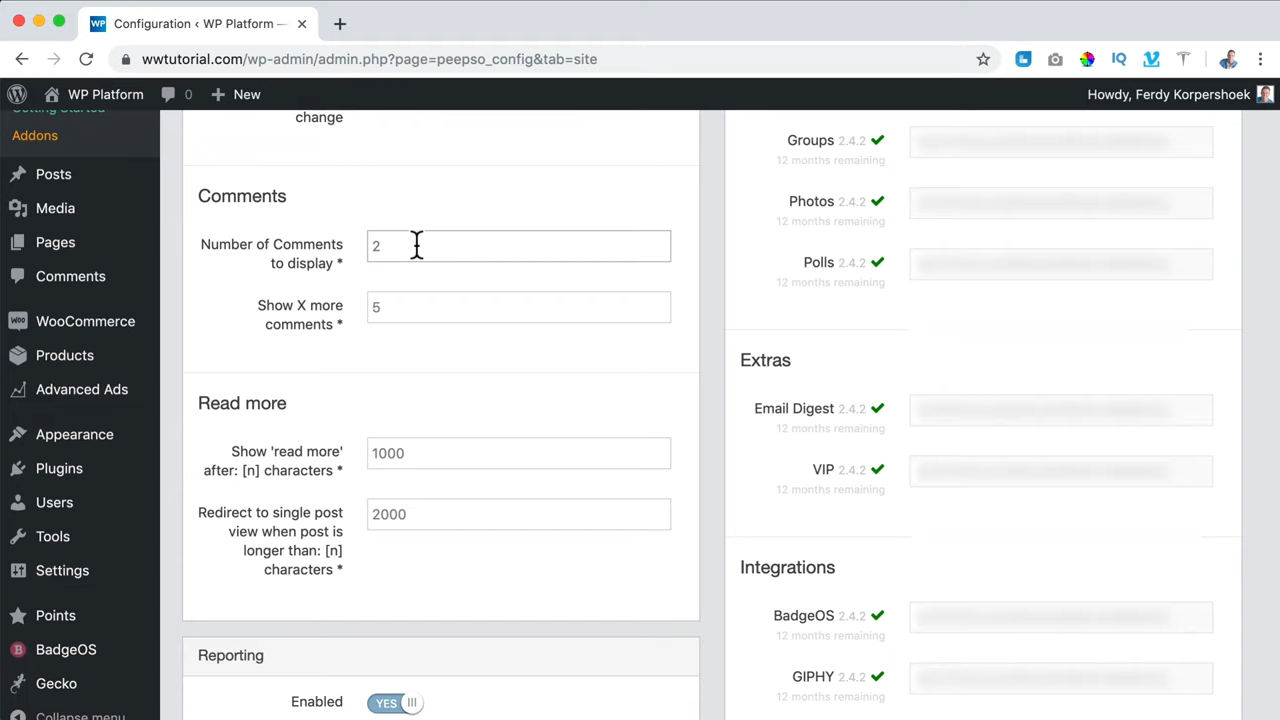 WP Configuration ‹ WP Platform —
wwtutorial.com/wp-admin/admin.php?page=peepso_config&tab=site
WP Platform 0 New Howdy, Ferdy Korpershoek
Getting Started
Addons
Posts
Media
Pages
Comments
WooCommerce
Products
Advanced Ads
Appearance
Plugins
Users
Tools
Settings
Points
BadgeOS
Gecko
Collapse menu
change
Comments
Number of Comments
to display *
2
Show X more
comments *
5
Read more
Show 'read more'
after: [n] characters *
1000
Redirect to single post
view when post is
longer than: [n]
characters *
2000
Reporting
Enabled
YES
Groups 2.4.2
12 months remaining
Photos 2.4.2
12 months remaining
Polls 2.4.2
12 months remaining
Extras
Email Digest 2.4.2
12 months remaining
VIP 2.4.2
12 months remaining
Integrations
BadgeOS 2.4.2
12 months remaining
GIPHY 2.4.2
12 months remaining